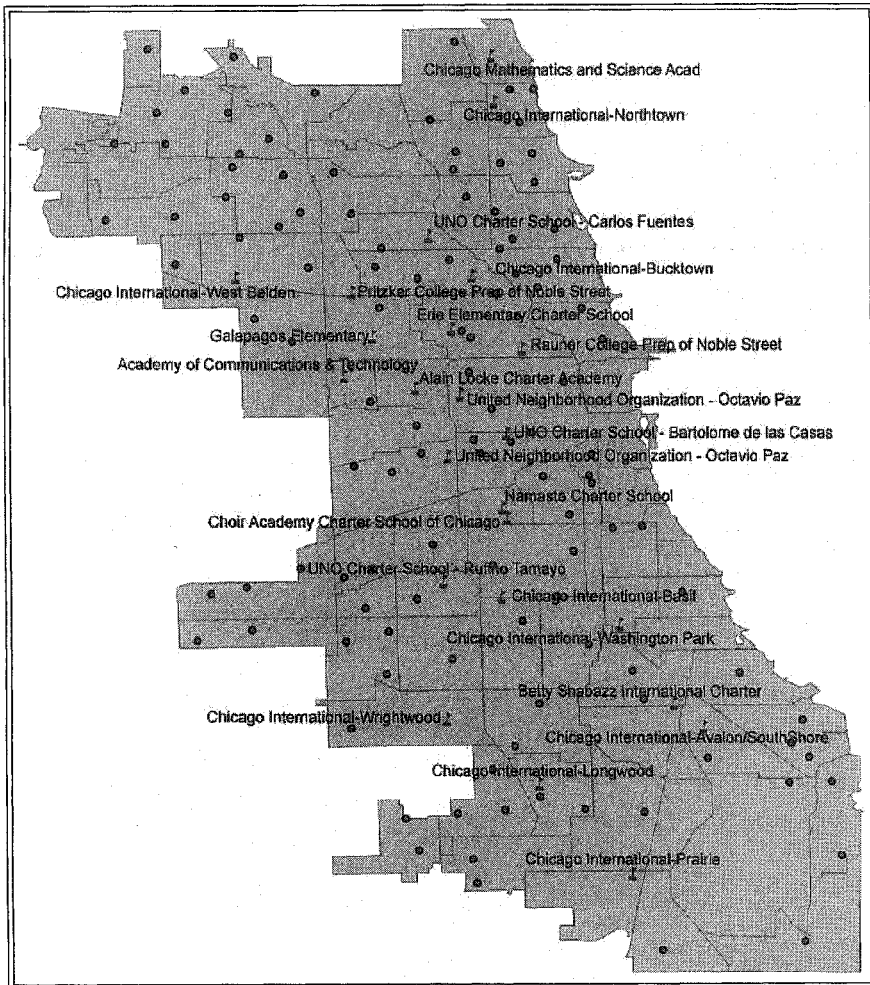 Chicago Mathematics and Science Acad
Chicago International-Northtown
UNO Charter School - Carlos Fuentes
Chicago International-Bucktown
Chicago International-West Belden
Pritzker College Prep of Noble Street
Erie Elementary Charter School
Galapagos Elementary
Rauner College Prep of Noble Street
Academy of Communications & Technology
Alain Locke Charter Academy
United Neighborhood Organization - Octavio Paz
UNO Charter School - Bartolome de las Casas
United Neighborhood Organization - Octavio Paz
Namaste Charter School
Choir Academy Charter School of Chicago
UNO Charter School - Rufino Tamayo
Chicago International-Basil
Chicago International-Washington Park
Betty Shabazz International Charter
Chicago International-Wrightwood
Chicago International-Avalon/SouthShore
Chicago International-Longwood
Chicago International-Prairie